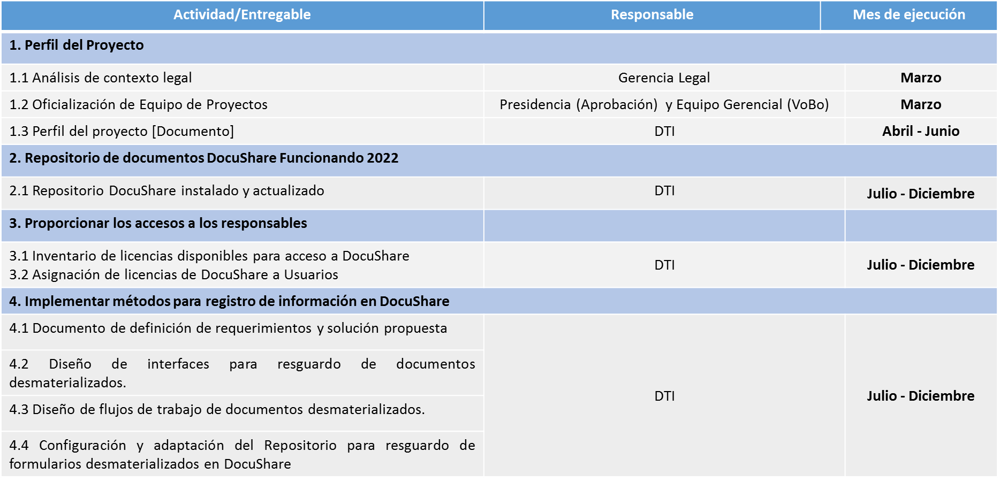 Actividad/Entregable Responsable Mes de ejecución
1. Perfil del Proyecto
1.1 Análisis de contexto legal Gerencia Legal Marzo
1.2 Oficialización de Equipo de Proyectos Presidencia (Aprobación) y Equipo Gerencial (VoBo) Marzo
1.3 Perfil del proyecto [Documento] DTI Abril - Junio
2. Repositorio de documentos DocuShare Funcionando 2022
2.1 Repositorio DocuShare instalado y actualizado DTI Julio - Diciembre
3. Proporcionar los accesos a los responsables
3.1 Inventario de licencias disponibles para acceso a DocuShare
3.2 Asignación de licencias de DocuShare a Usuarios
DTI Julio - Diciembre
4. Implementar métodos para registro de información en DocuShare
4.1 Documento de definición de requerimientos y solución propuesta
4.2 Diseño de interfaces para resguardo de documentos
desmaterializados.
4.3 Diseño de flujos de trabajo de documentos desmaterializados.
4.4 Configuración y adaptación del Repositorio para resguardo de
formularios desmaterializados en DocuShare
DTI Julio - Diciembre